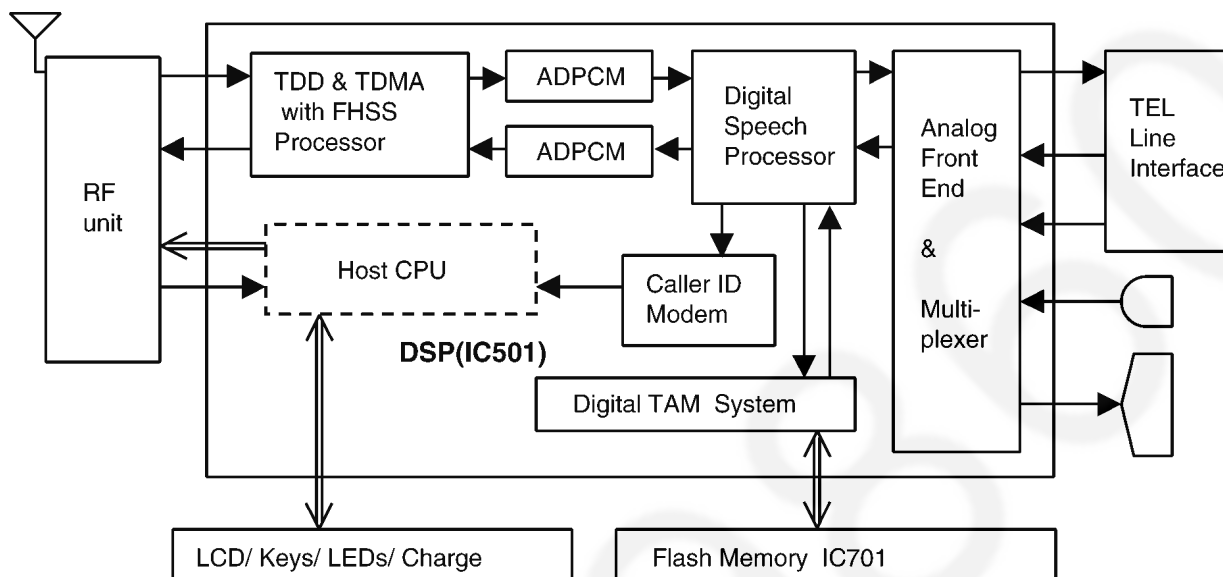 RF
unit
TDD & TDMA
with FHSS
Processor
ADPCM
ADPCM
Digital
Speech
Processor
Analog
Front
End
&
Multi-
plexer
TEL
Line
Interface
Host CPU
Caller ID
Modem
DSP(IC501)
Digital TAM System
LCD/ Keys/ LEDs/ Charge
Flash Memory IC701